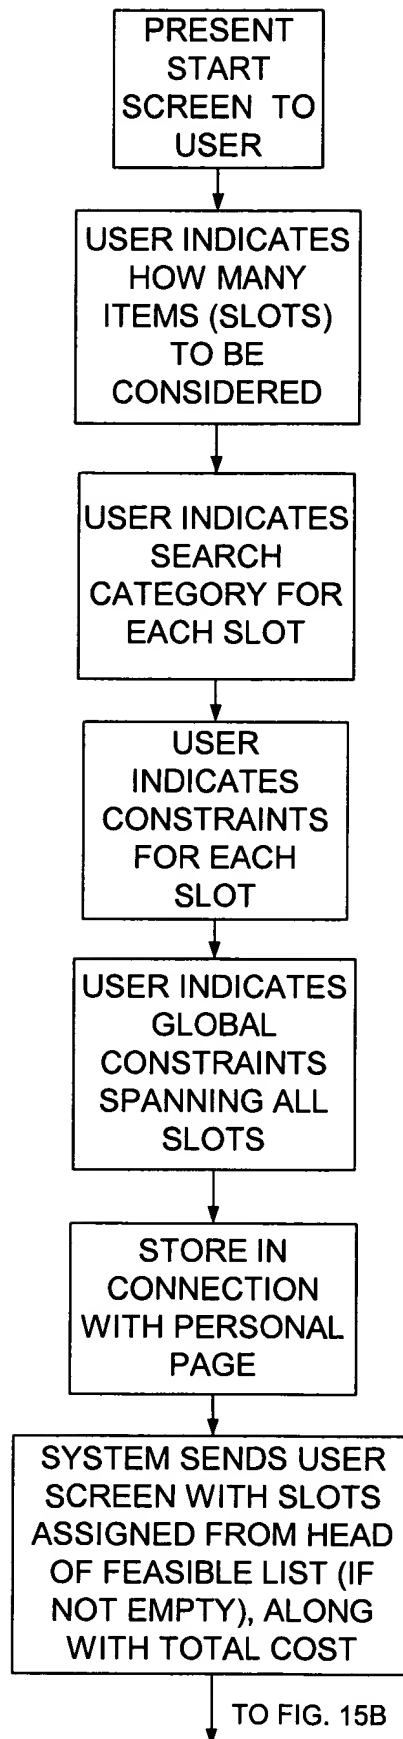 PRESENT
START
SCREEN TO
USER
USER INDICATES
HOW MANY
ITEMS (SLOTS)
TO BE
CONSIDERED
USER INDICATES
SEARCH
CATEGORY FOR
EACH SLOT
USER
INDICATES
CONSTRAINTS
FOR EACH
SLOT
USER INDICATES
GLOBAL
CONSTRAINTS
SPANNING ALL
SLOTS
STORE IN
CONNECTION
WITH PERSONAL
PAGE
SYSTEM SENDS USER
SCREEN WITH SLOTS
ASSIGNED FROM HEAD
OF FEASIBLE LIST (IF
NOT EMPTY), ALONG
WITH TOTAL COST
TO FIG. 15B